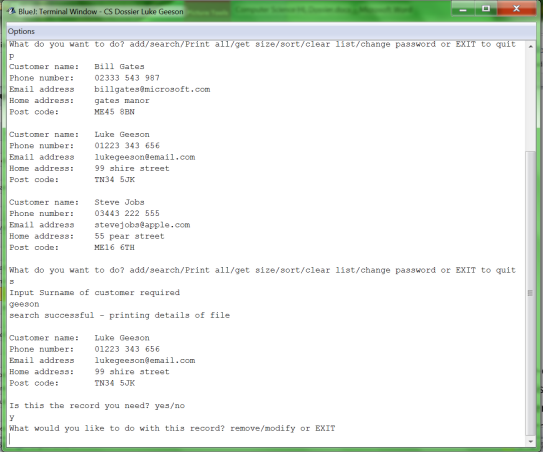 BlueJ: Terminal Window - CS Dossier Luke Geeson
Options
What do you want to do? add/search/Print all/get size/sort/clear list/change password or EXIT to quit
p
Customer name: Bill Gates
Phone number: 02333 543 987
Email address billgates@microsoft.com
Home address: gates manor
Post code: ME45 8BN
Customer name: Luke Geeson
Phone number: 01223 343 656
Email address lukegeeson@email.com
Home address: 99 shire street
Post code: TN34 5JK
Customer name: Steve Jobs
Phone number: 03443 222 555
Email address stevejobs@apple.com
Home address: 55 pear street
Post code: ME16 6TH
What do you want to do? add/search/Print all/get size/sort/clear list/change password or EXIT to quit
s
Input Surname of customer required
geeson
search successful - printing details of file
Customer name: Luke Geeson
Phone number: 01223 343 656
Email address lukegeeson@email.com
Home address: 99 shire street
Post code: TN34 5JK
Is this the record you need? yes/no
y
What would you like to do with this record? remove/modify or EXIT